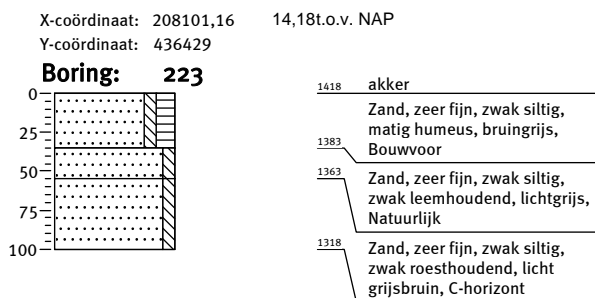 X-coördinaat: 208101,16 14,18t.o.v. NAP
Y-coördinaat: 436429
Boring: 223
0
25
50
75
100
1418 akker
Zand, zeer fijn, zwak siltig,
matig humeus, bruingrijs,
1383 Bouwvoor
1363 Zand, zeer fijn, zwak siltig,
zwak leemhoudend, lichtgrijs,
Natuurlijk
1318 Zand, zeer fijn, zwak siltig,
zwak roesthoudend, licht
grijsbruin, C-horizont